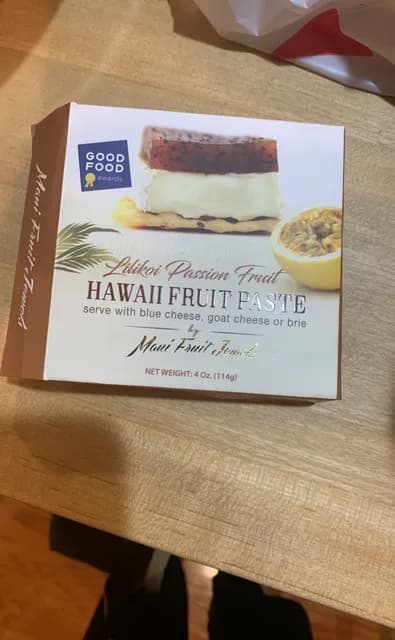 GOOD
FOOD
awards
Lilikoi Passion Fruit
HAWAII FRUIT PASTE
serve with blue cheese, goat cheese or brie
by
Maui Fruit Jewels
NET WEIGHT: 4 Oz. (114g)
Maui Fruit Jewels